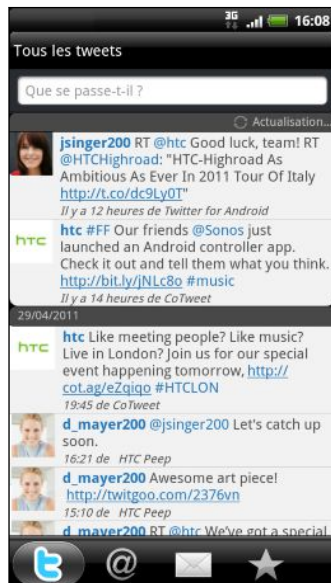 3G 16:08
Tous les tweets
Que se passe-t-il ?
Actualisation...
jsinger200 RT @htc Good luck, team! RT
@HTCHighroad: "HTC-Highroad As
Ambitious As Ever In 2011 Tour Of Italy
http://t.co/dc9Ly0T"
Il y a 12 heures de Twitter for Android
htc
htc #FF Our friends @Sonos just
launched an Android controller app.
Check it out and tell them what you think.
http://bit.ly/jNLc8o #music
Il y a 14 heures de CoTweet
29/04/2011
htc
htc Like meeting people? Like music?
Live in London? Join us for our special
event happening tomorrow, http://
cot.ag/eZqiqo #HTCLON
19:45 de CoTweet
d_mayer200 @jsinger200 Let's catch up
soon.
16:21 de HTC Peep
d_mayer200 Awesome art piece!
http://twitgoo.com/2376vn
15:10 de HTC Peep
d_mayer200 RT @htc We've got a special
@